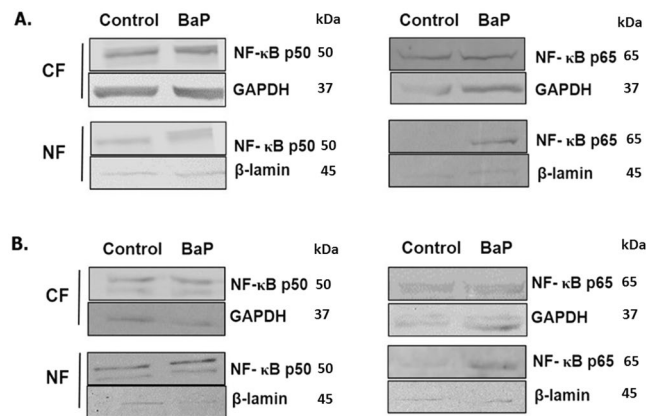 A. Control BaP kDa Control BaP kDa
CF NF-κB p50 50 NF- κB p65 65
GAPDH 37 GAPDH 37
NF NF- κB p50 50 NF- κB p65 65
β-lamin 45 β-lamin 45
B. Control BaP kDa Control BaP kDa
CF NF-κB p50 50 NF- κB p65 65
GAPDH 37 GAPDH 37
NF NF- κB p50 50 NF- κB p65 65
β-lamin 45 β-lamin 45